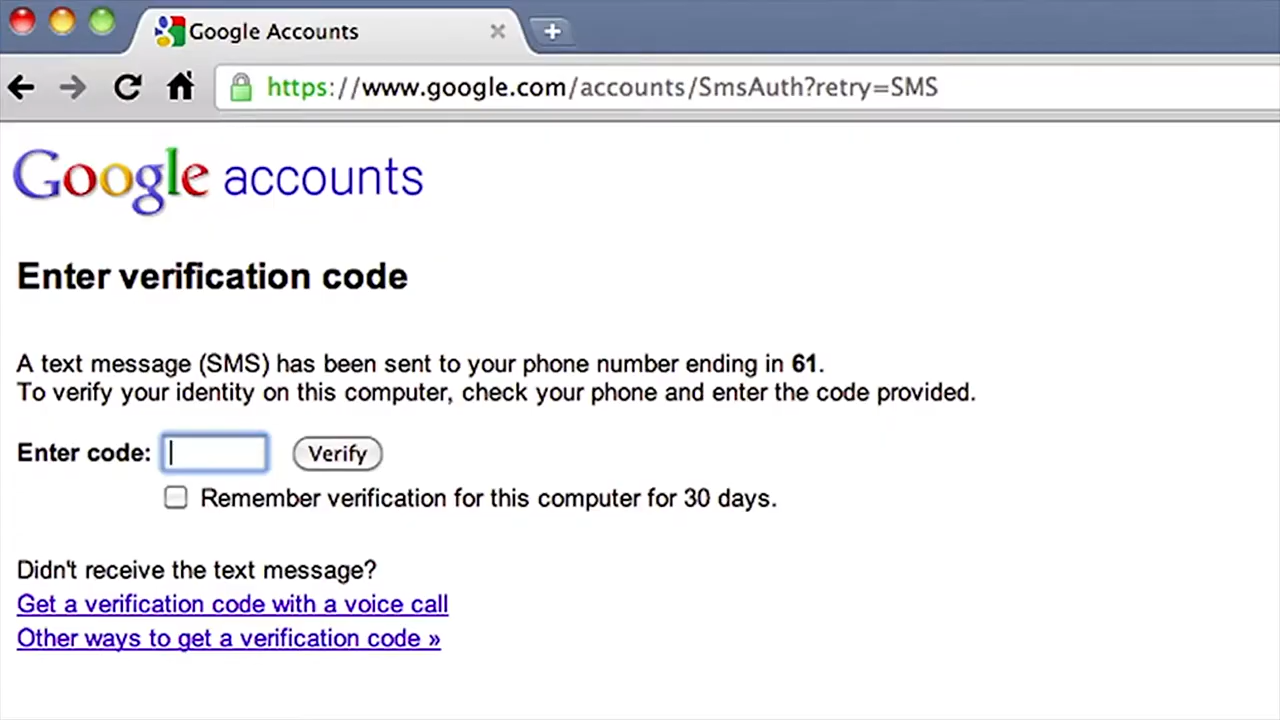 Google Accounts
https://www.google.com/accounts/SmsAuth?retry=SMS
Google accounts
Enter verification code
A text message (SMS) has been sent to your phone number ending in 61.
To verify your identity on this computer, check your phone and enter the code provided.
Enter code: Verify
Remember verification for this computer for 30 days.
Didn't receive the text message?
Get a verification code with a voice call
Other ways to get a verification code »